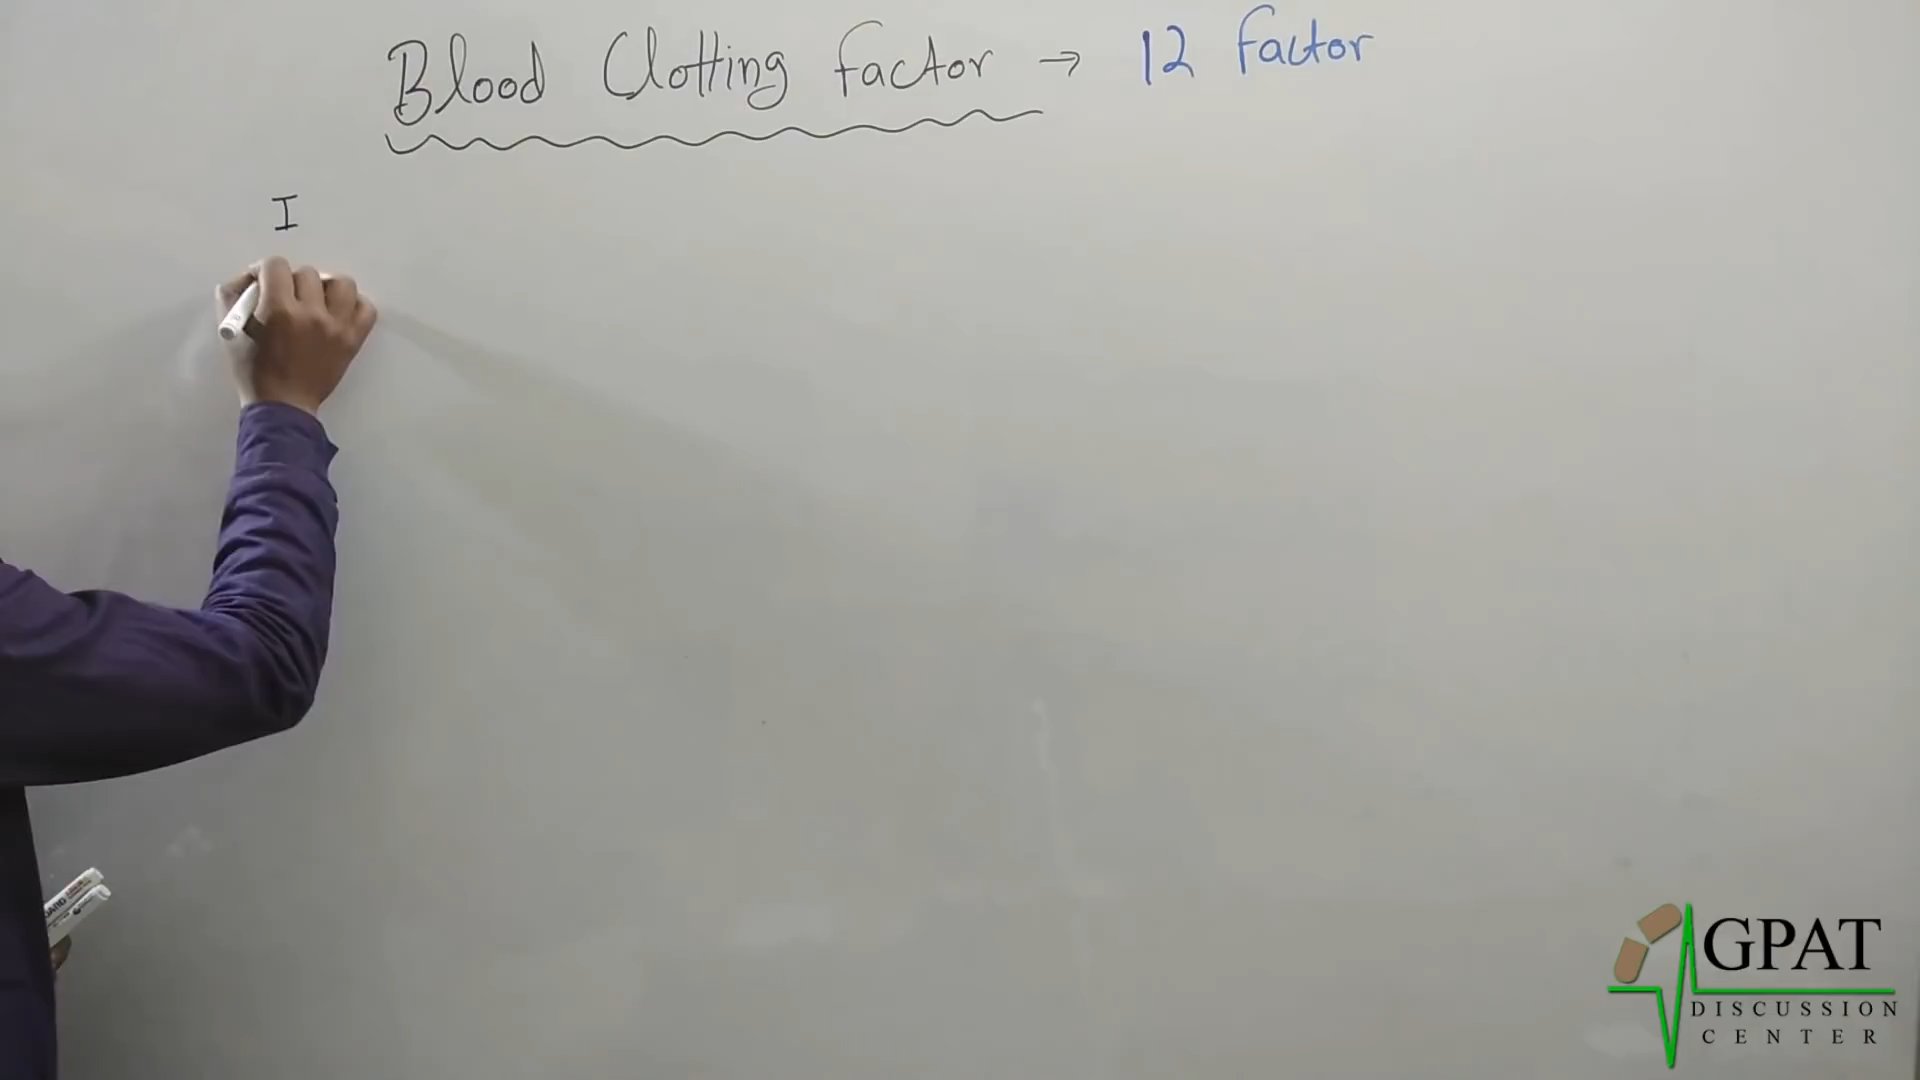 Blood Clotting factor → 12 factor
I
GPAT
DISCUSSION
CENTER